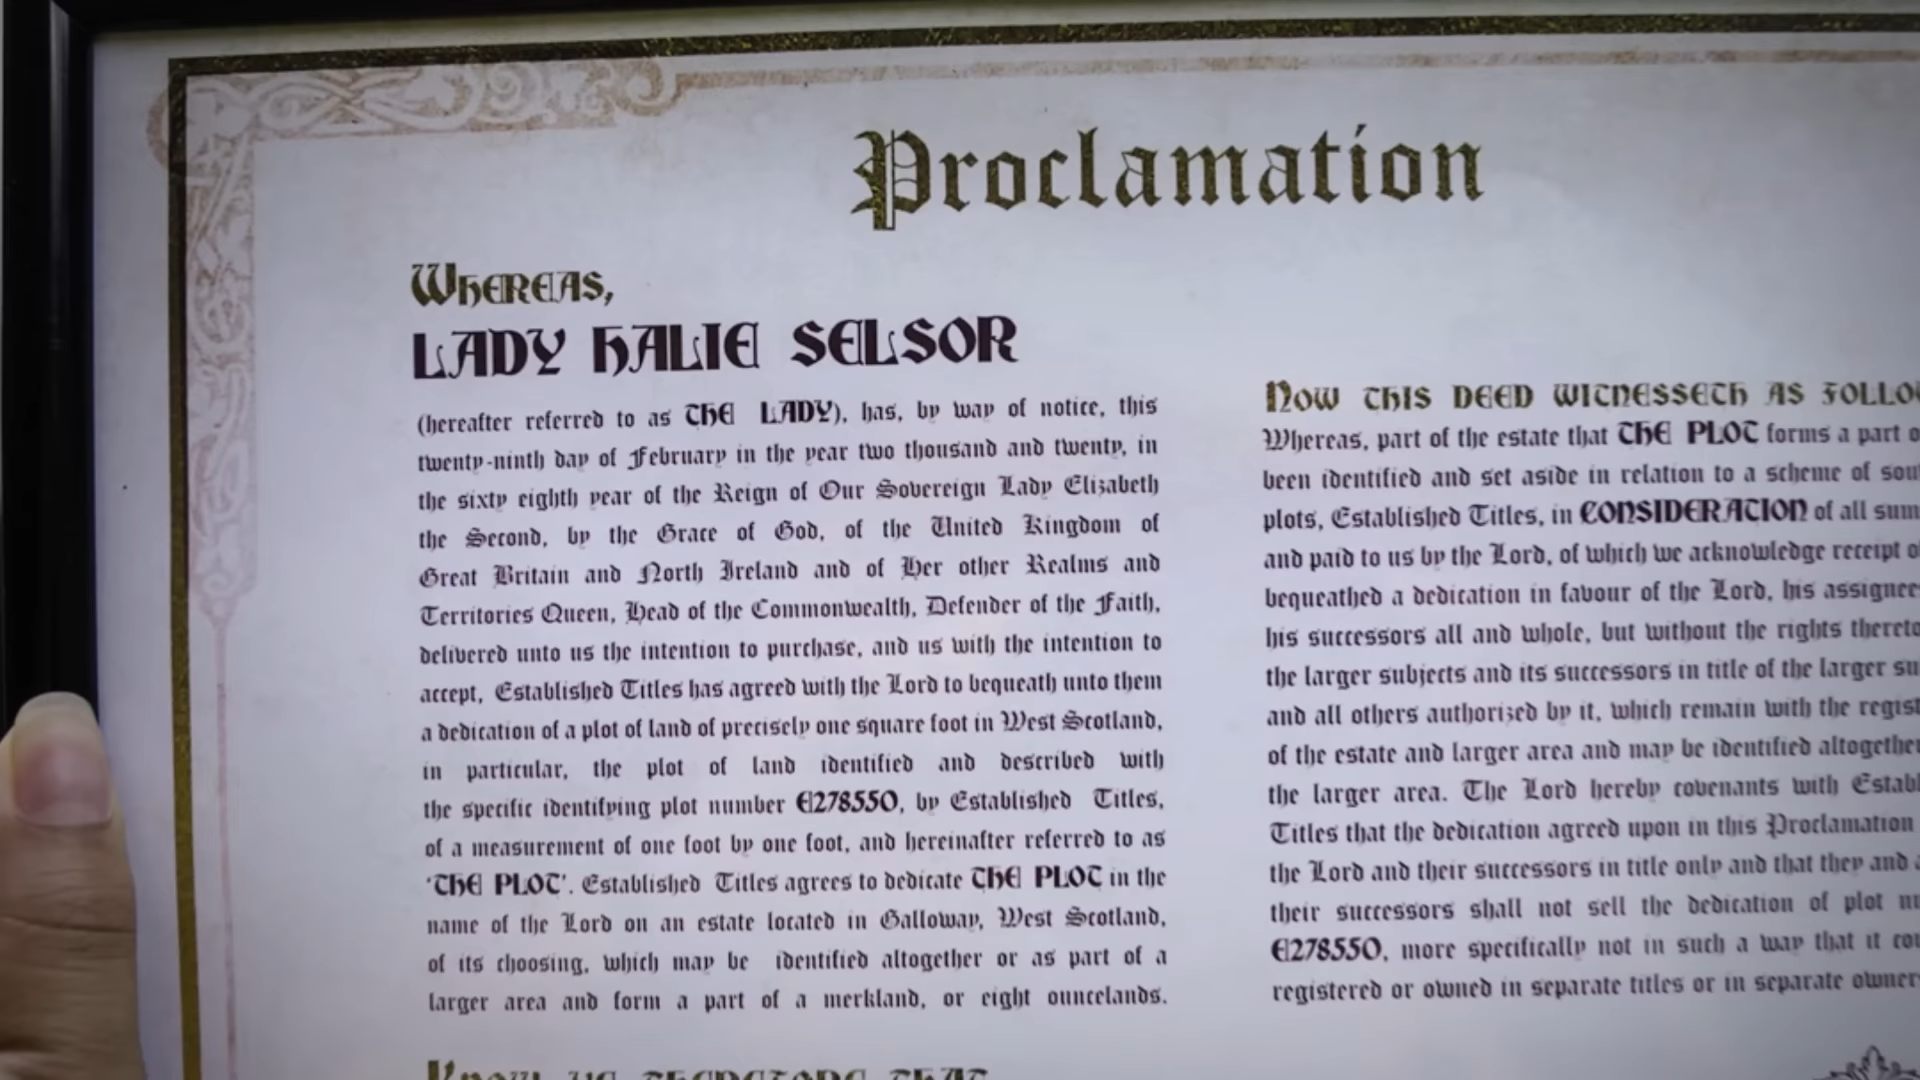 Proclamation
Whereas,
LADY HALIE SELSOR
(hereafter referred to as THE LADY), has, by way of notice, this
twenty-ninth day of February in the year two thousand and twenty, in
the sixty eighth year of the Reign of Our Sovereign Lady Elizabeth
the Second, by the Grace of God, of the United Kingdom of
Great Britain and North Ireland and of Her other Realms and
Territories Queen, Head of the Commonwealth, Defender of the Faith,
delivered unto us the intention to purchase, and us with the intention to
accept, Established Titles has agreed with the Lord to bequeath unto them
a dedication of a plot of land of precisely one square foot in West Scotland,
in particular, the plot of land identified and described with
the specific identifying plot number E278550, by Established Titles,
of a measurement of one foot by one foot, and hereinafter referred to as
'THE PLOT'. Established Titles agrees to dedicate THE PLOT in the
name of the Lord on an estate located in Galloway, West Scotland,
of its choosing, which may be identified altogether or as part of a
larger area and form a part of a merkland, or eight ouncelands.
Know we therefore that
Now this deed witnesseth as
Whereas, part of the estate that THE PLOT forms a part
been identified and set aside in relation to a scheme of
plots, Established Titles, in CONSIDERATION of all
and paid to us by the Lord, of which we acknowledge receipt
bequeathed a dedication in favour of the Lord, his
his successors all and whole, but without the rights
the larger subjects and its successors in title of the larger
and all others authorized by it, which remain with the
of the estate and larger area and may be identified
the larger area. The Lord hereby covenants with
Titles that the dedication agreed upon in this Proclamation
the Lord and their successors in title only and that they and
their successors shall not sell the dedication of plot
E278550, more specifically not in such a way that it
registered or owned in separate titles or in separate